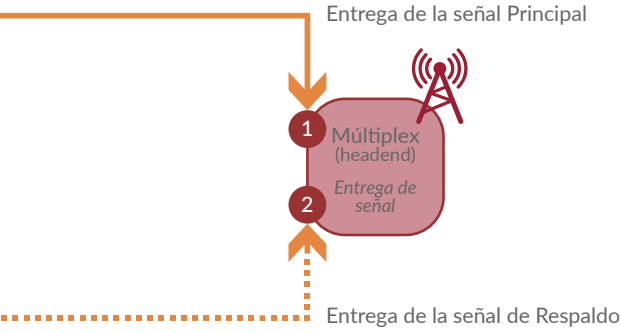 Entrega de la señal Principal
1
Múltiplex
(headend)
Entrega de
señal
2
Entrega de la señal de Respaldo